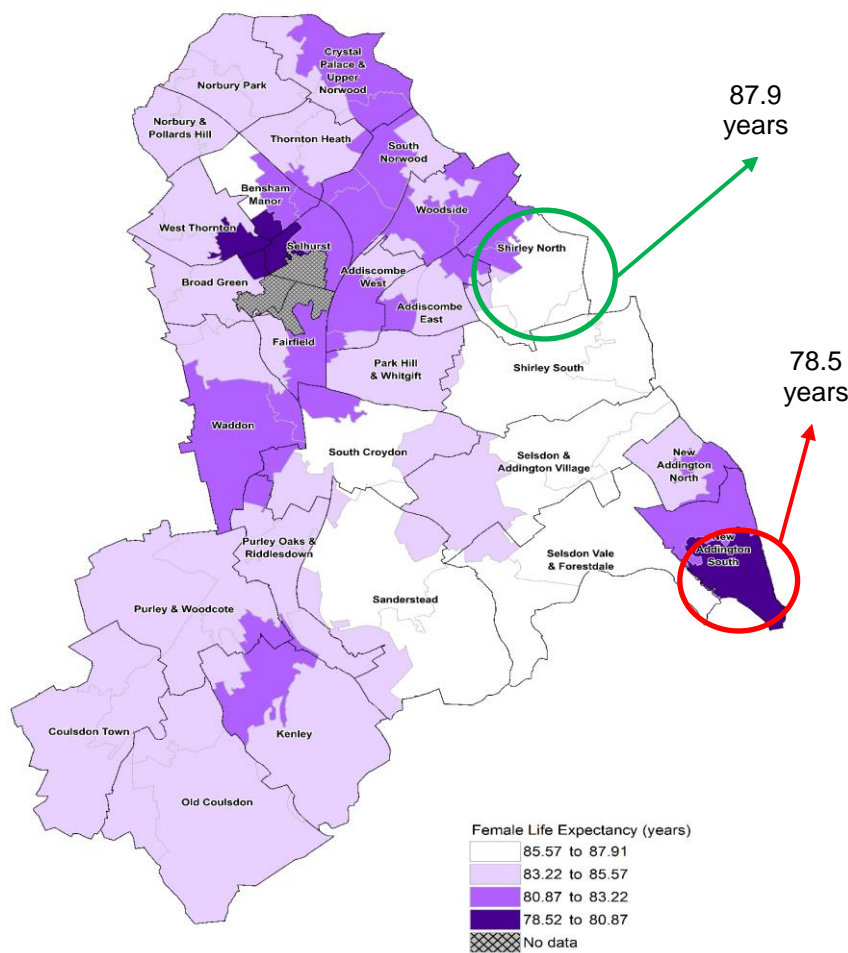 Crystal
Palace &
Upper
Norwood
Norbury Park
87.9
years
Norbury &
Pollards Hill
Thornton Heath
South
Norwood
Bensham
Manor
Woodside
West Thornton
Selhurst
Shirley North
Broad Green
Addiscombe
West
Addiscombe
East
Fairfield
Park Hill
& Whitgift
Shirley South
78.5
years
Waddon
South Croydon
Selsdon &
Addington Village
New
Addington
North
Purley Oaks &
Riddlesdown
New
Addington
South
Selsdon Vale
& Forestdale
Purley & Woodcote
Sanderstead
Coulsdon Town
Kenley
Old Coulsdon
Female Life Expectancy (years)
85.57 to 87.91
83.22 to 85.57
80.87 to 83.22
78.52 to 80.87
No data